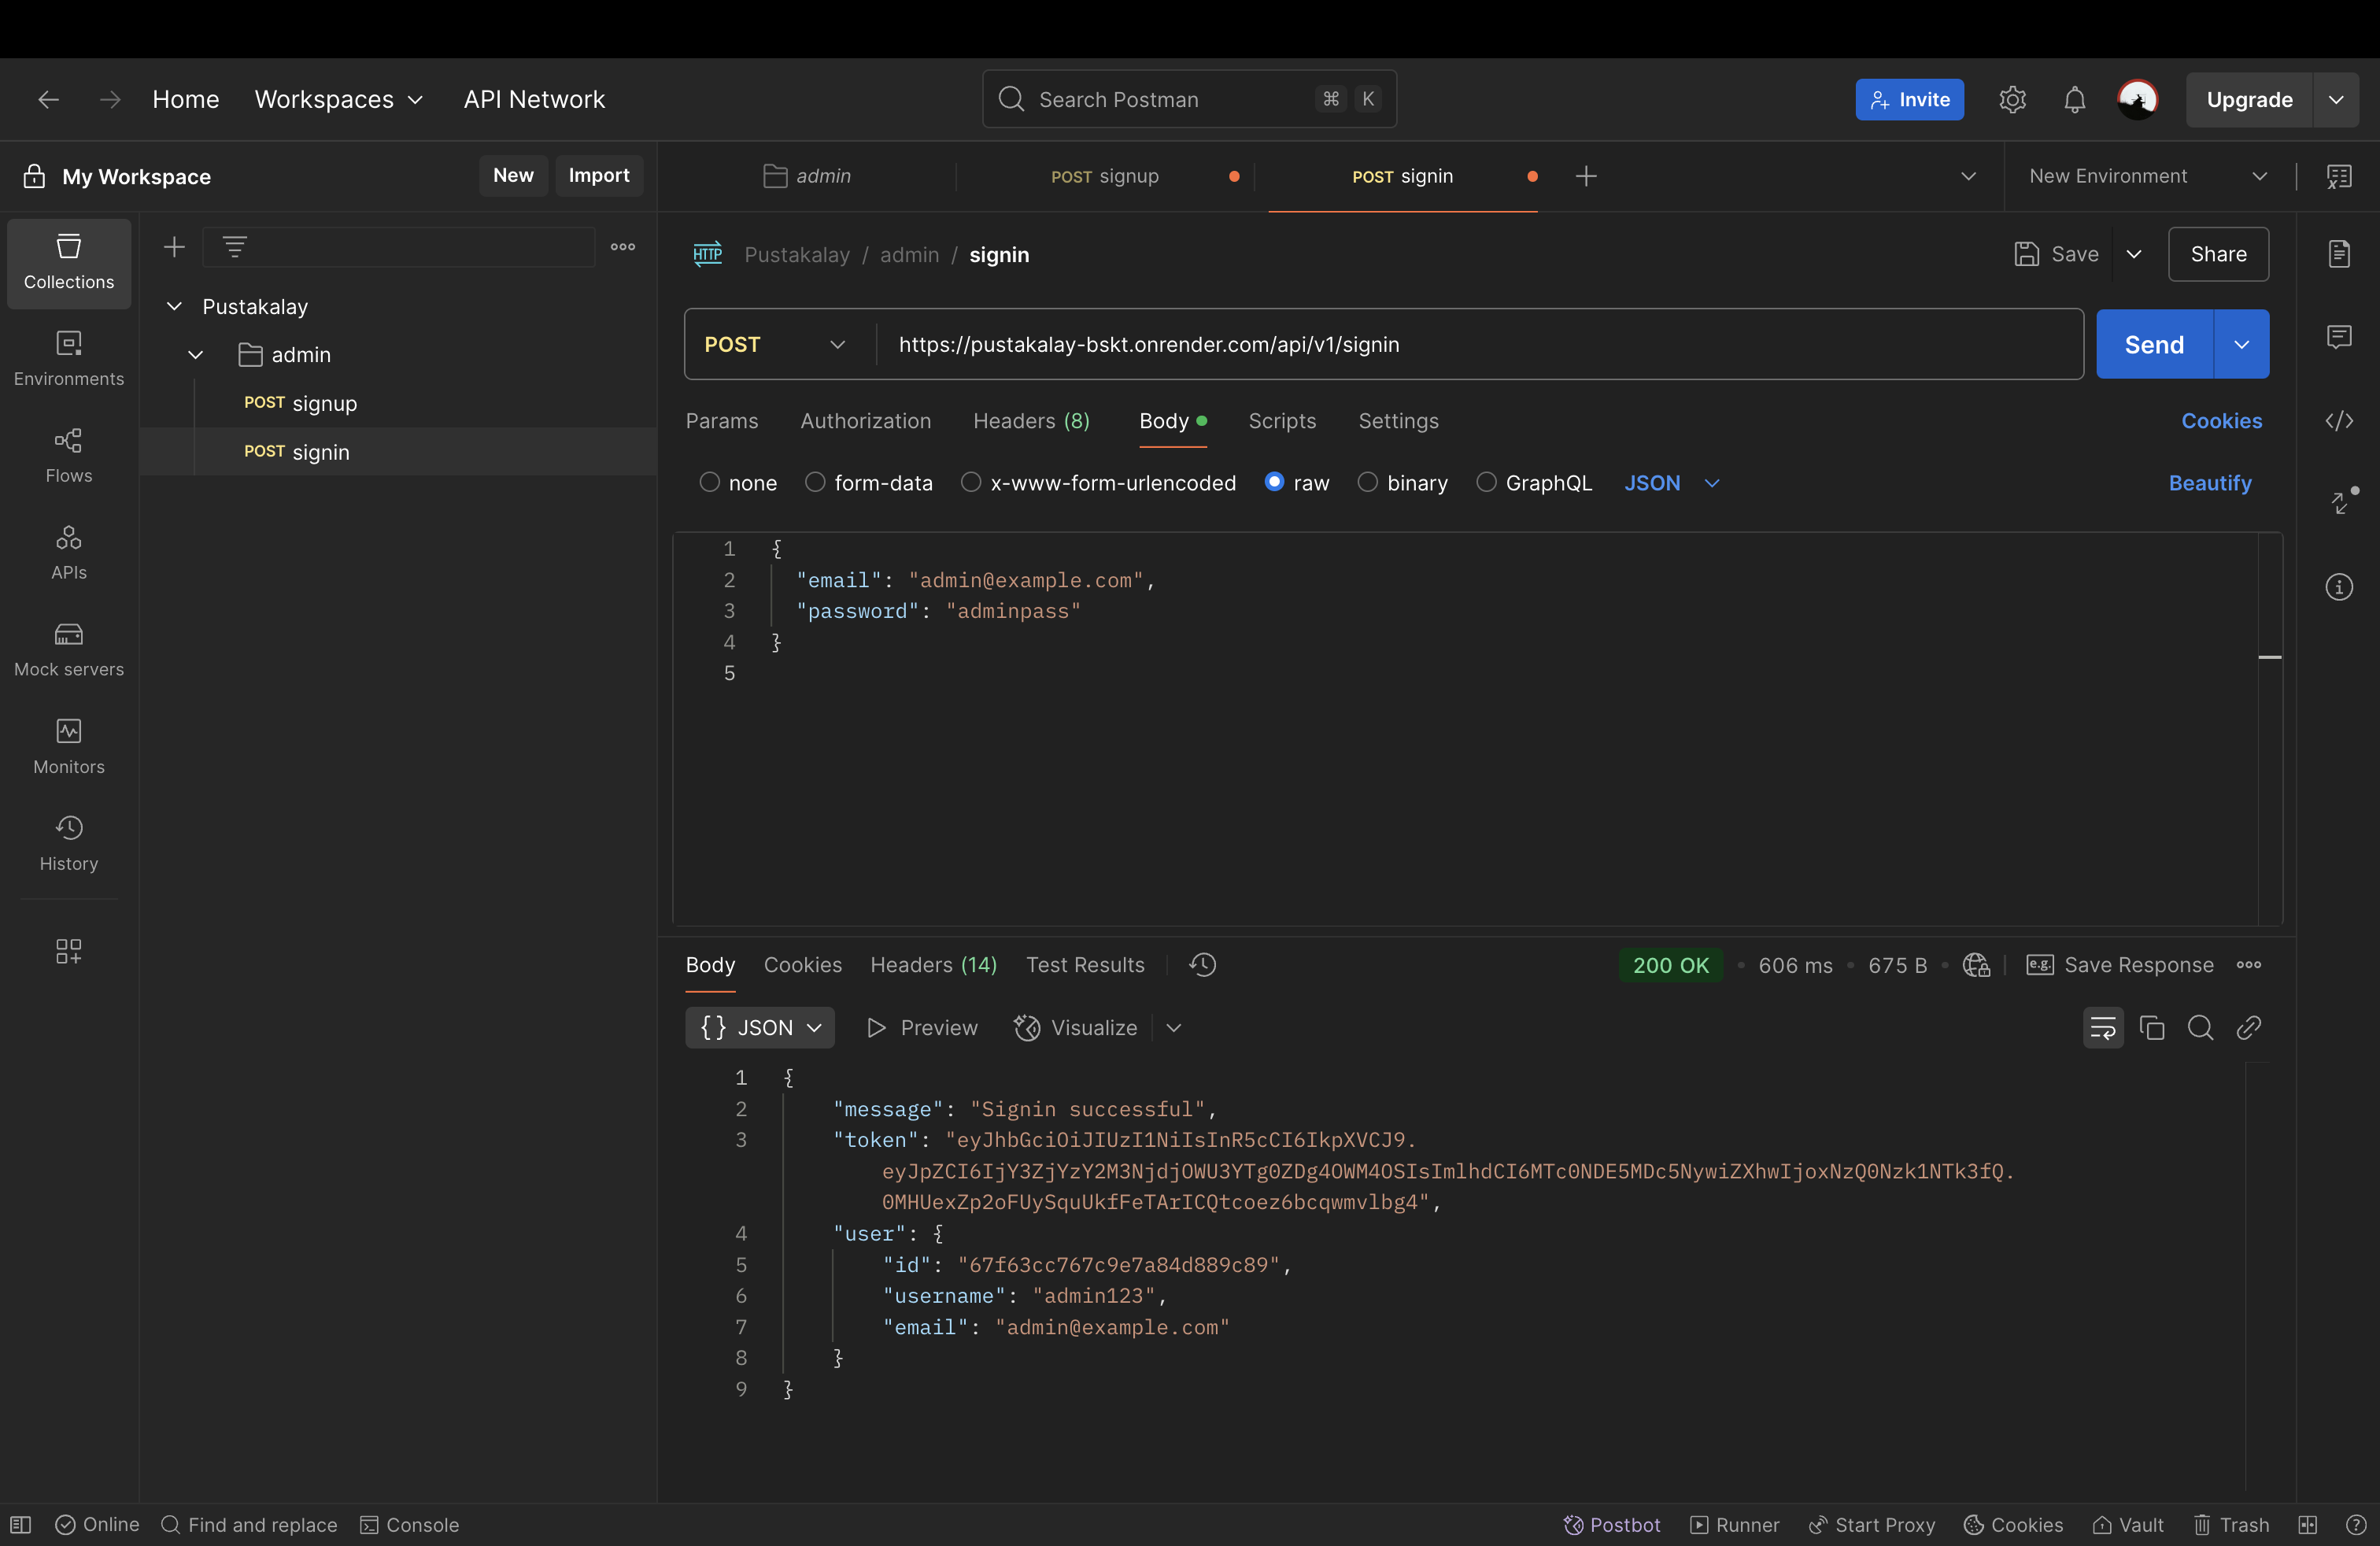 Home Workspaces API Network
Search Postman ⌘ K
Invite
Upgrade
My Workspace New Import
admin
POST signup
POST signin
New Environment
Collections
Environments
Flows
APIs
Mock servers
Monitors
History
Pustakalay
admin
POST signup
POST signin
HTTP Pustakalay / admin / signin
Save Share
POST https://pustakalay-bskt.onrender.com/api/v1/signin Send
Params Authorization Headers (8) Body Scripts Settings Cookies
none form-data x-www-form-urlencoded raw binary GraphQL JSON Beautify
1 {
2 "email": "admin@example.com",
3 "password": "adminpass"
4 }
5
Body Cookies Headers (14) Test Results 200 OK • 606 ms • 675 B • e.g. Save Response
{} JSON Preview Visualize
1 {
2 "message": "Signin successful",
3 "token": "eyJhbGciOiJIUzI1NiIsInR5cCI6IkpXVCJ9.
eyJpZCI6IjY3ZjYzY2M3NjdjOWU3YTg0ZDg4OWM4OSIsImlhdCI6MTc0NDE5MDc5NywiZXhwIjoxNzQ0Nzk1NTk3fQ.
0MHUexZp2oFUySquUkfFeTArICQtcoez6bcqwmvlbg4",
4 "user": {
5 "id": "67f63cc767c9e7a84d889c89",
6 "username": "admin123",
7 "email": "admin@example.com"
8 }
9 }
Online Find and replace Console Postbot Runner Start Proxy Cookies Vault Trash